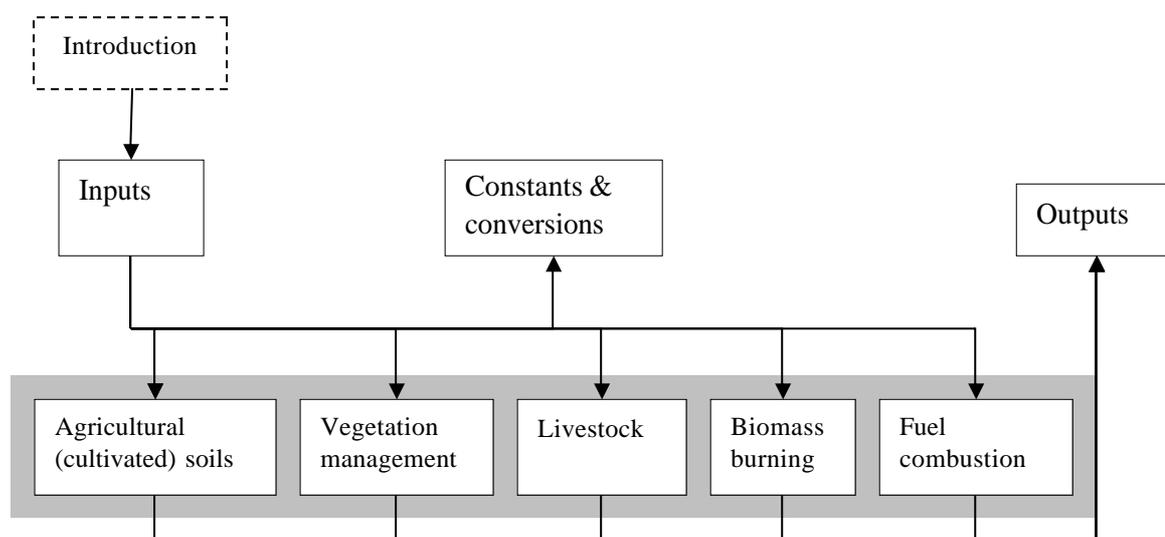 Introduction
Inputs
Constants &
conversions
Outputs
Agricultural
(cultivated) soils
Vegetation
management
Livestock
Biomass
burning
Fuel
combustion